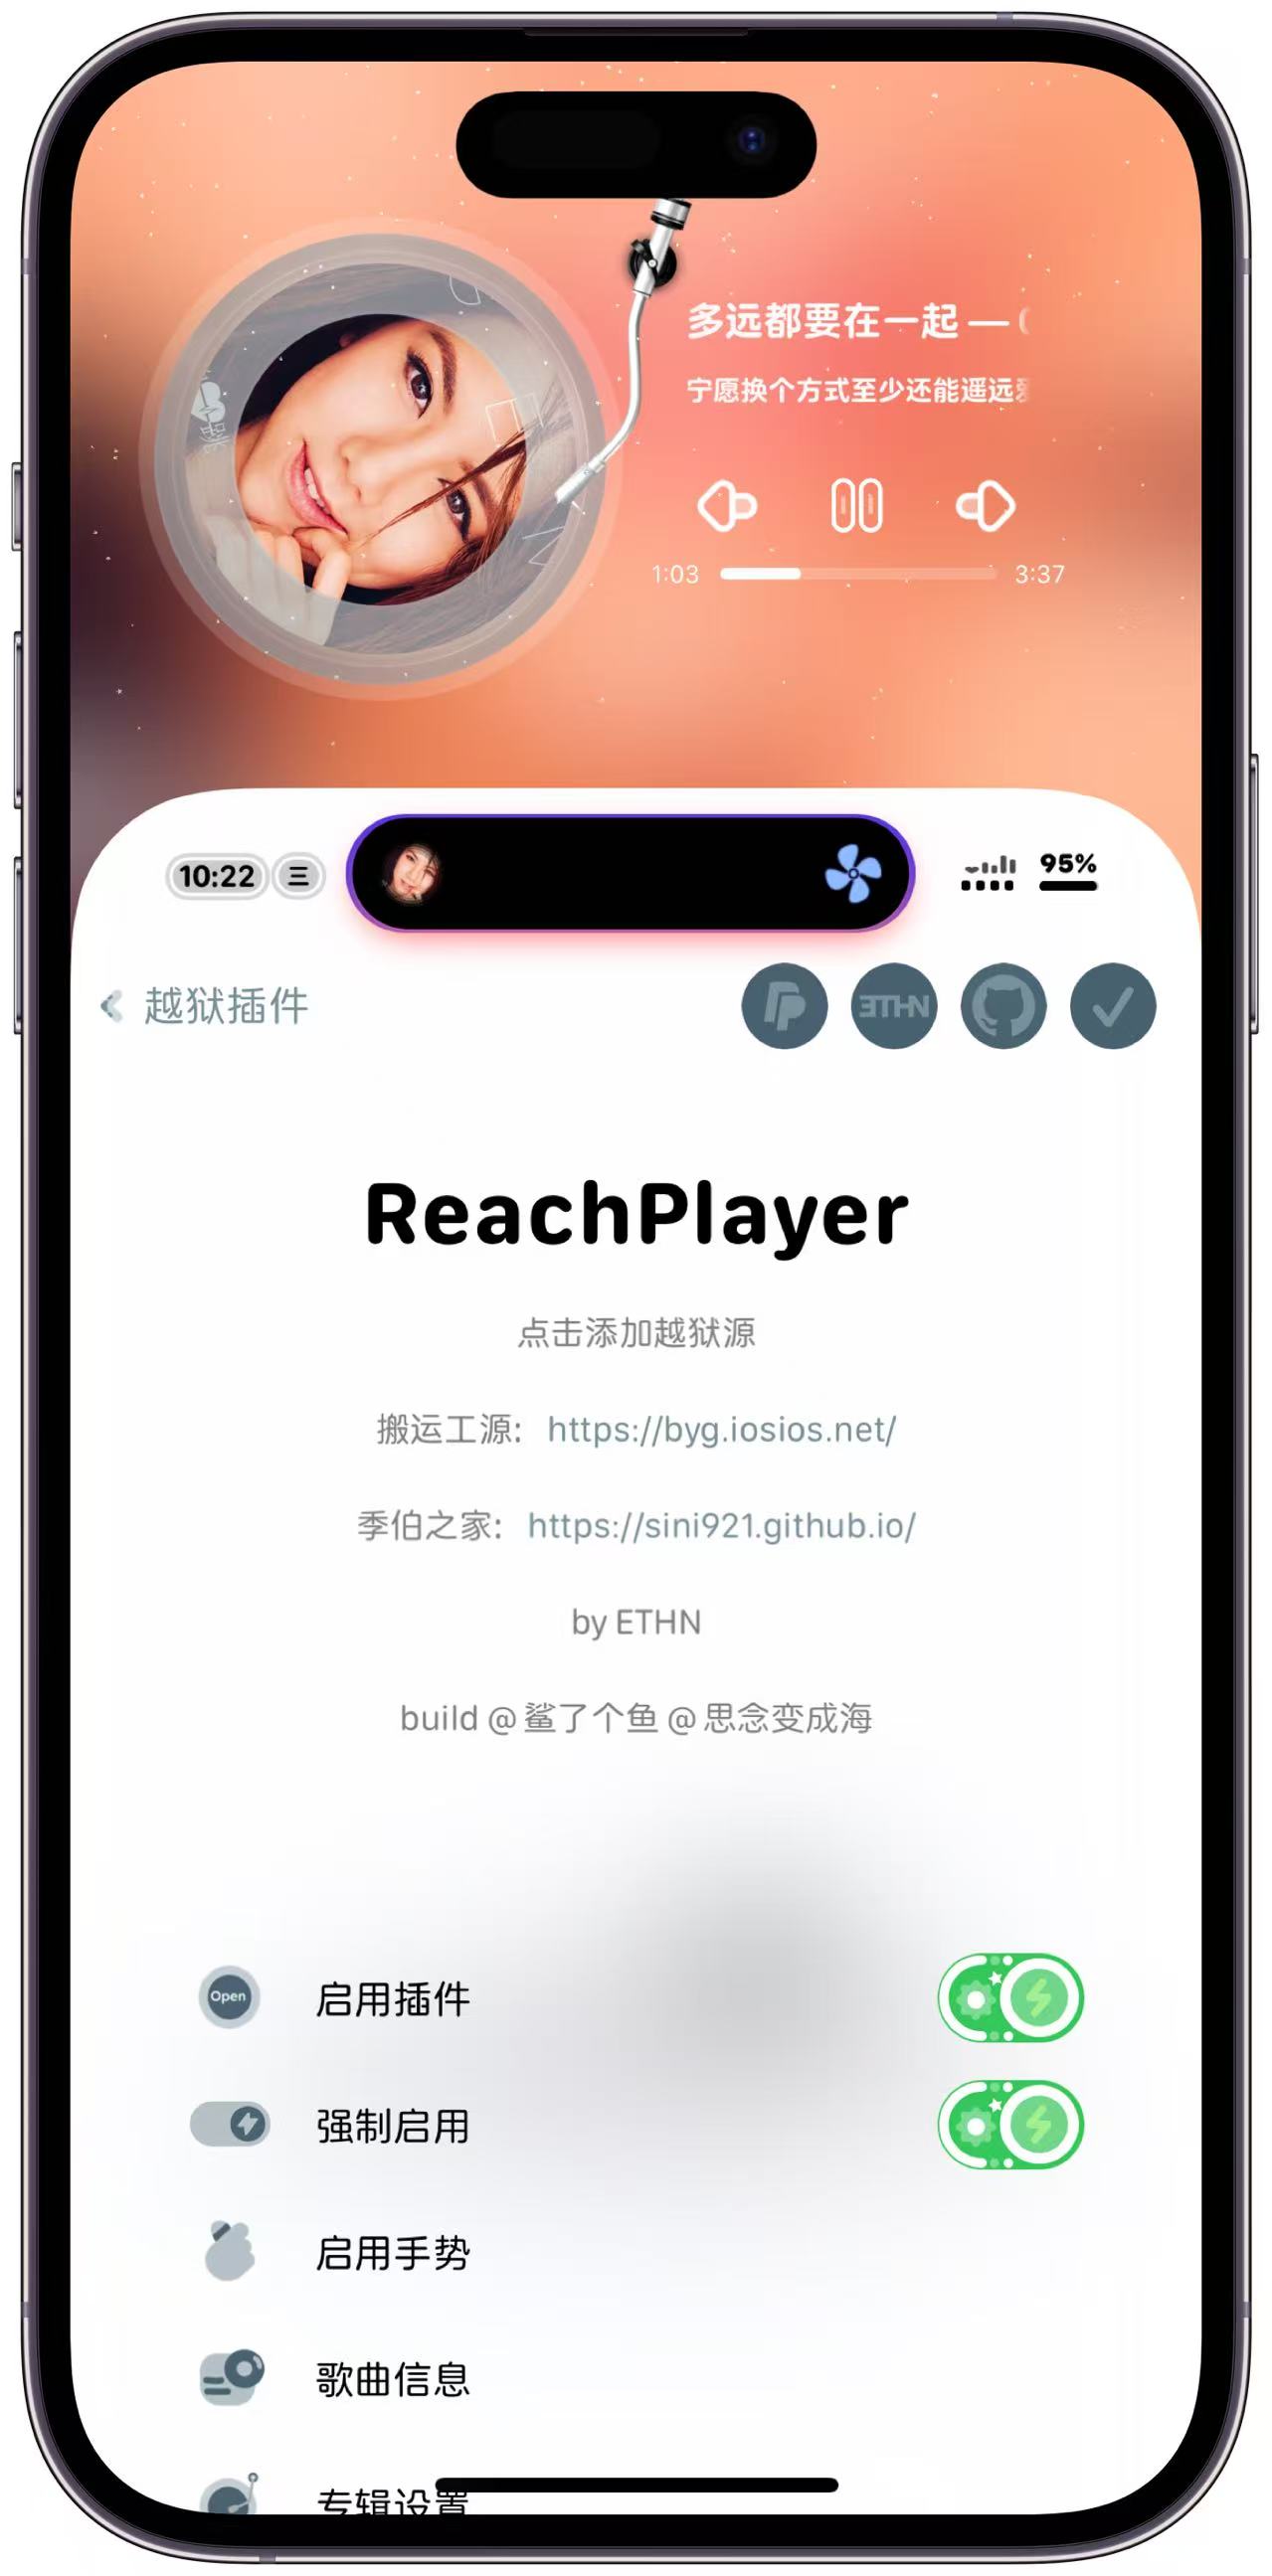 多远都要在一起 —
宁愿换个方式至少还能遥远
1:03
3:37
10:22
三
95%
越狱插件
ETHN
ReachPlayer
点击添加越狱源
搬运工源: https://byg.iosios.net/
季伯之家: https://sini921.github.io/
by ETHN
build @鲨了个鱼 @思念变成海
Open
启用插件
强制启用
启用手势
歌曲信息
专辑设置